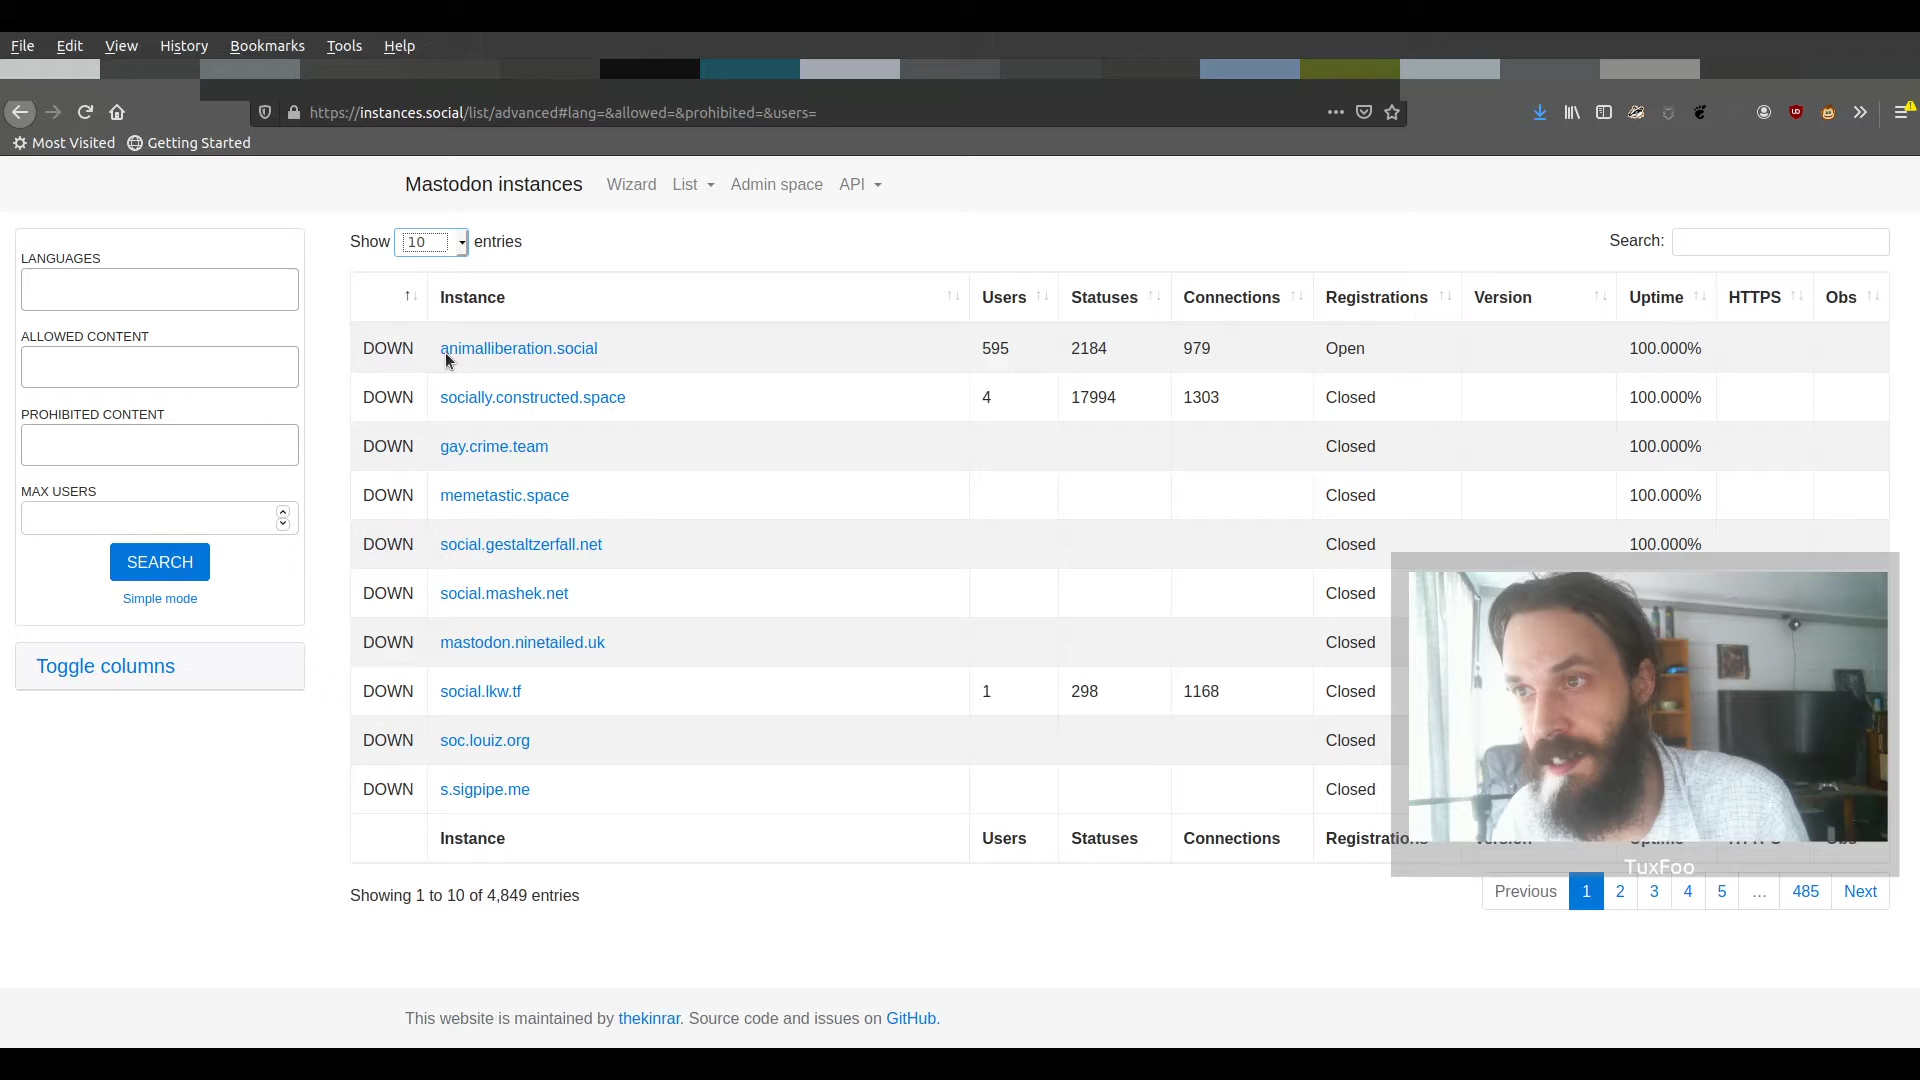 File Edit View History Bookmarks Tools Help
https://instances.social/list/advanced#lang=&allowed=&prohibited=&users=
Most Visited Getting Started
Mastodon instances Wizard List Admin space API
Show 10 entries Search:
LANGUAGES
ALLOWED CONTENT
PROHIBITED CONTENT
MAX USERS
SEARCH
Simple mode
Toggle columns
Instance Users Statuses Connections Registrations Version Uptime HTTPS Obs
DOWN animalliberation.social 595 2184 979 Open 100.000%
DOWN socially.constructed.space 4 17994 1303 Closed 100.000%
DOWN gay.crime.team Closed 100.000%
DOWN memetastic.space Closed 100.000%
DOWN social.gestaltzerfall.net Closed 100.000%
DOWN social.mashek.net Closed
DOWN mastodon.ninetailed.uk Closed
DOWN social.lkw.tf 1 298 1168 Closed
DOWN soc.louiz.org Closed
DOWN s.sigpipe.me Closed
Instance Users Statuses Connections Registrations
TuxFoo
Showing 1 to 10 of 4,849 entries Previous 1 2 3 4 5 … 485 Next
This website is maintained by thekinrar. Source code and issues on GitHub.